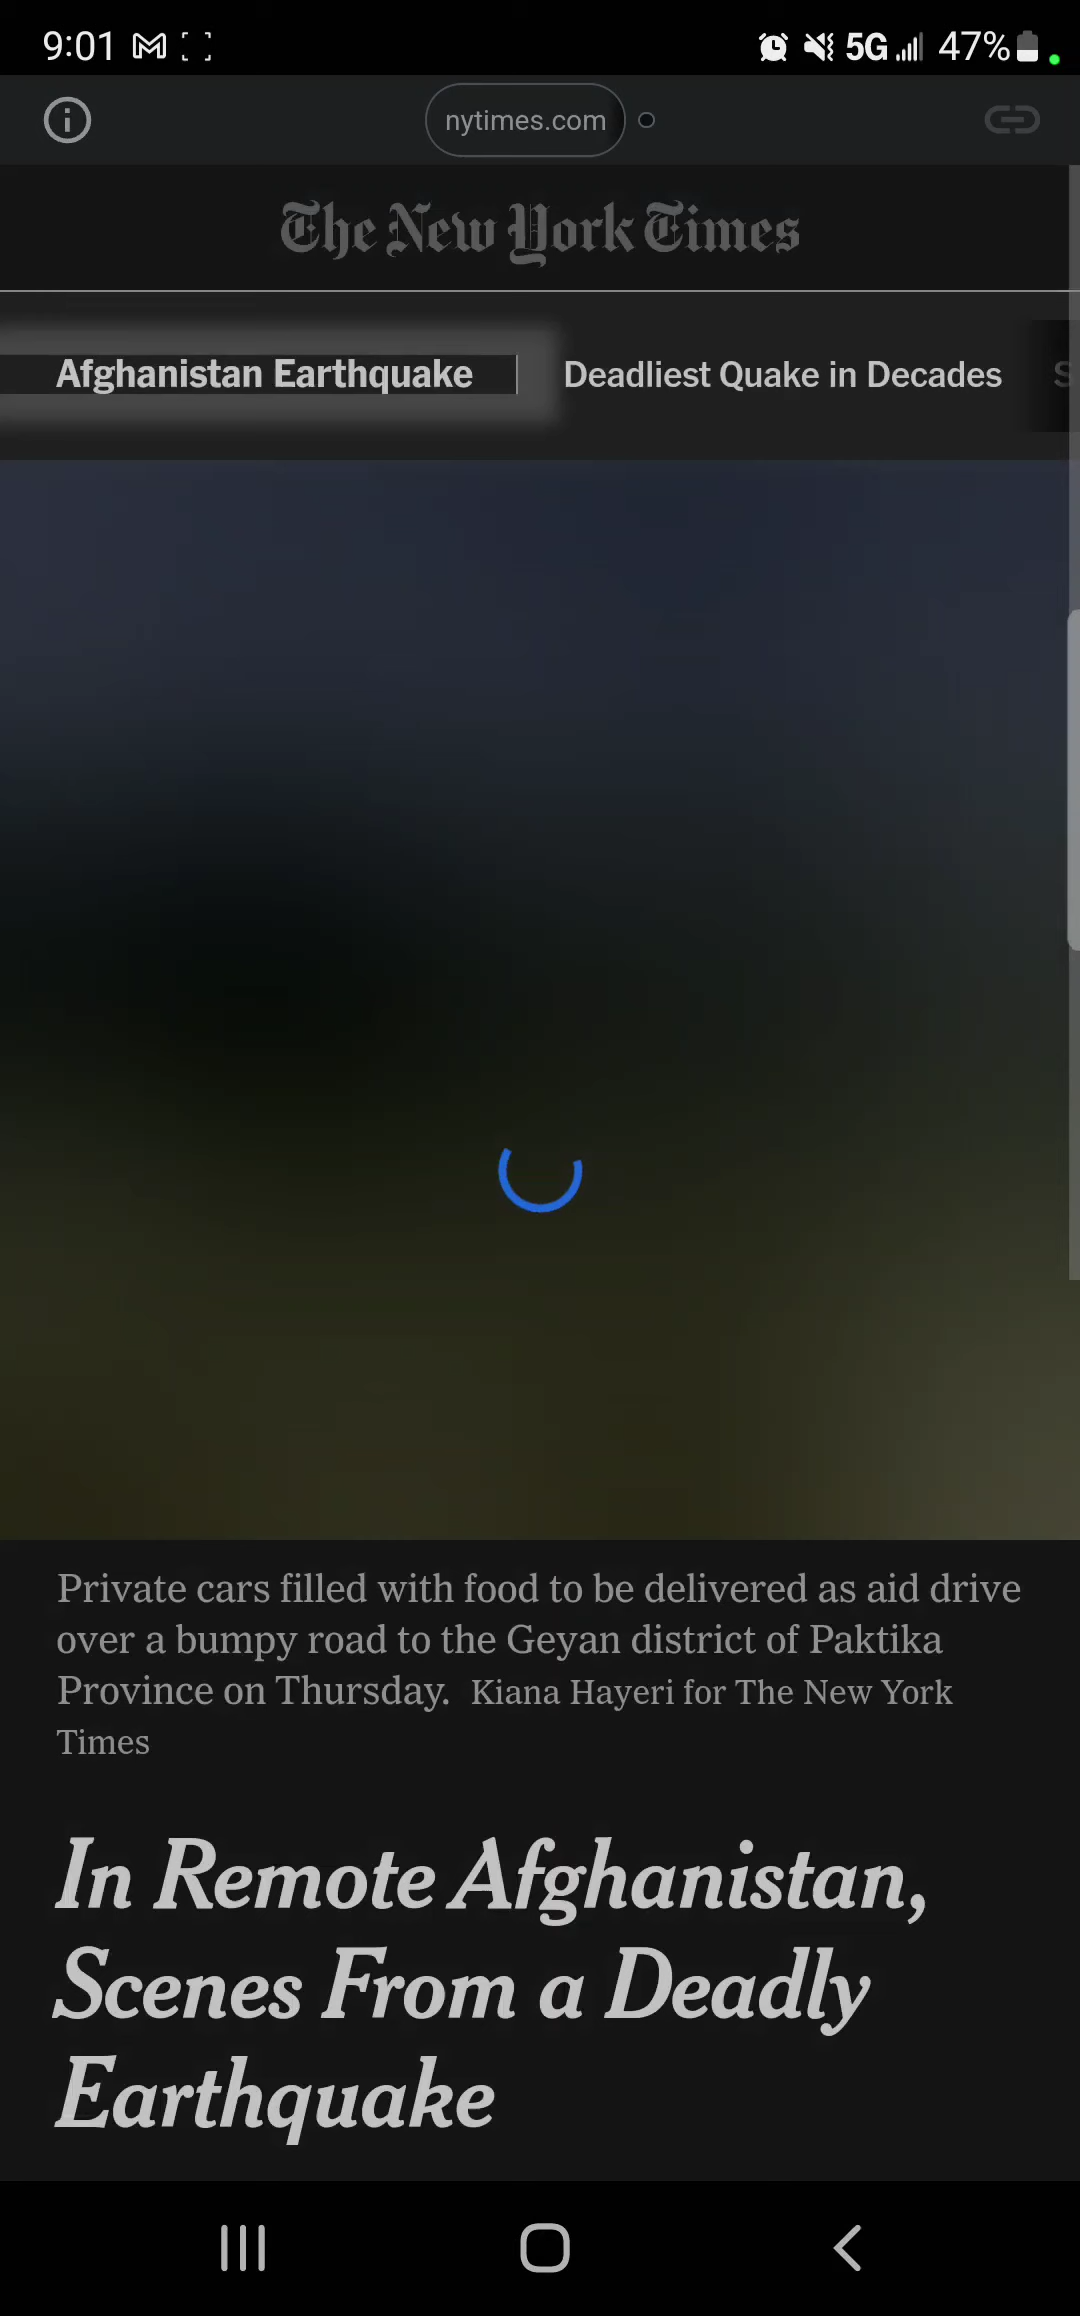 9:01 5G 47%
nytimes.com
The New York Times
Afghanistan Earthquake Deadliest Quake in Decades S
Private cars filled with food to be delivered as aid drive
over a bumpy road to the Geyan district of Paktika
Province on Thursday. Kiana Hayeri for The New York
Times
In Remote Afghanistan,
Scenes From a Deadly
Earthquake